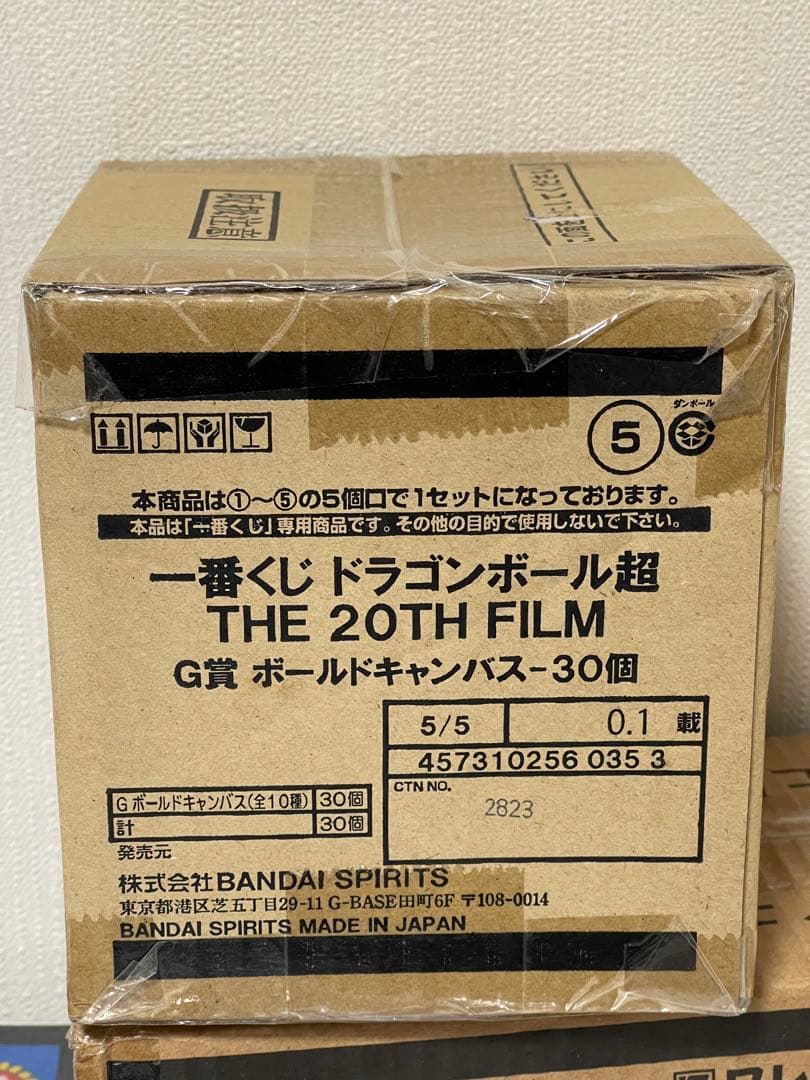 取扱注意
ダンボール
5
本商品は①〜⑤の5個口で1セットになっております。
本品は「一番くじ」専用商品です。その他の目的で使用しないで下さい。
一番くじ ドラゴンボール超
THE 20TH FILM
G賞 ボールドキャンバス-30個
5/5 0.1 載
457310256 035 3
CTN NO.
2823
G ボールドキャンバス(全10種) 30個
計 30個
発売元
株式会社BANDAI SPIRITS
東京都港区芝五丁目29-11 G-BASE田町6F 〒108-0014
BANDAI SPIRITS MADE IN JAPAN